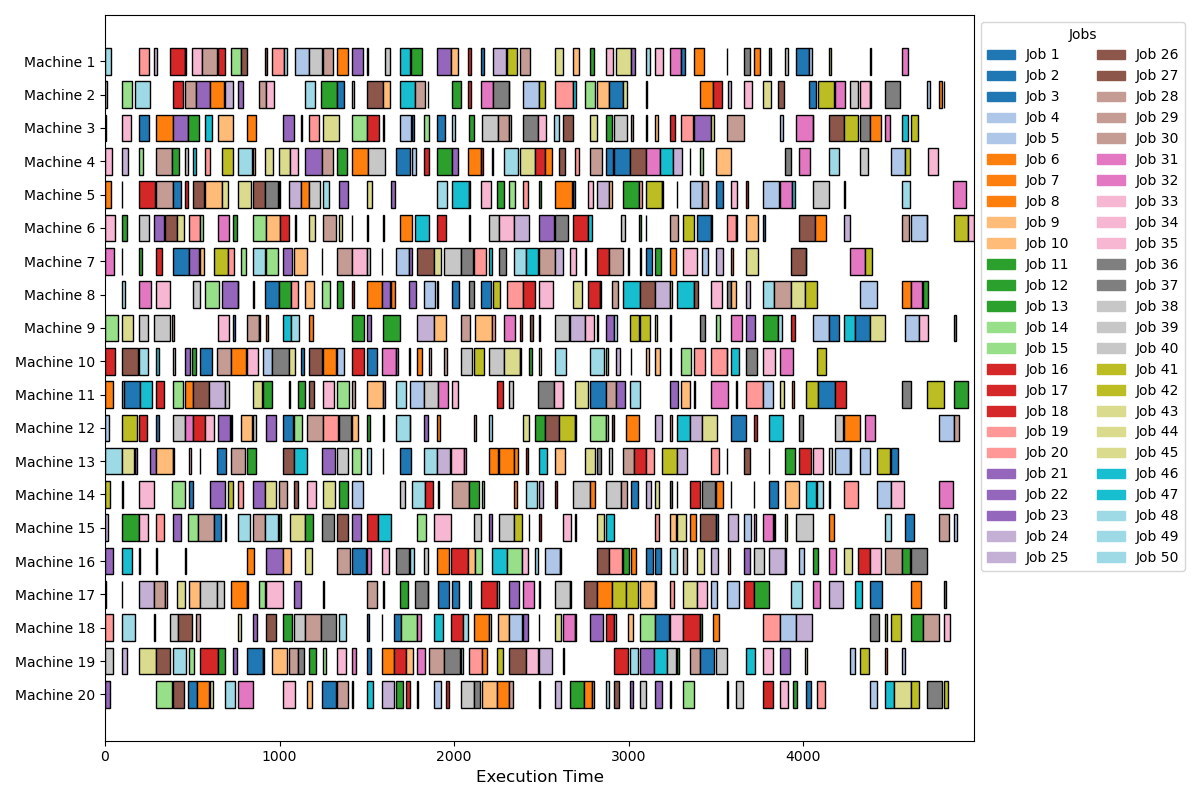 Machine 1
Machine 2
Machine 3
Machine 4
Machine 5
Machine 6
Machine 7
Machine 8
Machine 9
Machine 10
Machine 11
Machine 12
Machine 13
Machine 14
Machine 15
Machine 16
Machine 17
Machine 18
Machine 19
Machine 20
0 1000 2000 3000 4000
Execution Time
Jobs
Job 1 Job 26
Job 2 Job 27
Job 3 Job 28
Job 4 Job 29
Job 5 Job 30
Job 6 Job 31
Job 7 Job 32
Job 8 Job 33
Job 9 Job 34
Job 10 Job 35
Job 11 Job 36
Job 12 Job 37
Job 13 Job 38
Job 14 Job 39
Job 15 Job 40
Job 16 Job 41
Job 17 Job 42
Job 18 Job 43
Job 19 Job 44
Job 20 Job 45
Job 21 Job 46
Job 22 Job 47
Job 23 Job 48
Job 24 Job 49
Job 25 Job 50